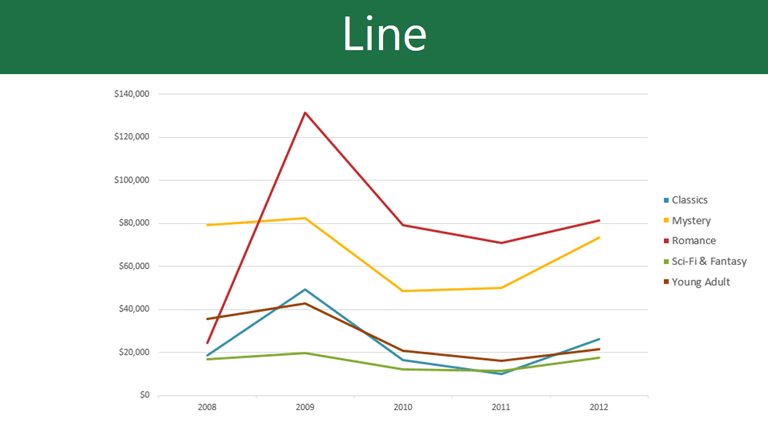 Line
$140,000
$120,000
$100,000
$80,000
$60,000
$40,000
$20,000
$0
2008 2009 2010 2011 2012
Classics
Mystery
Romance
Sci-Fi & Fantasy
Young Adult